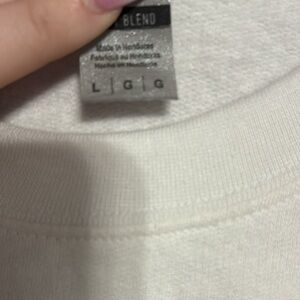 BLEND
Made in Honduras
Fabriqué au Honduras
Hecho en Honduras
L | G | G